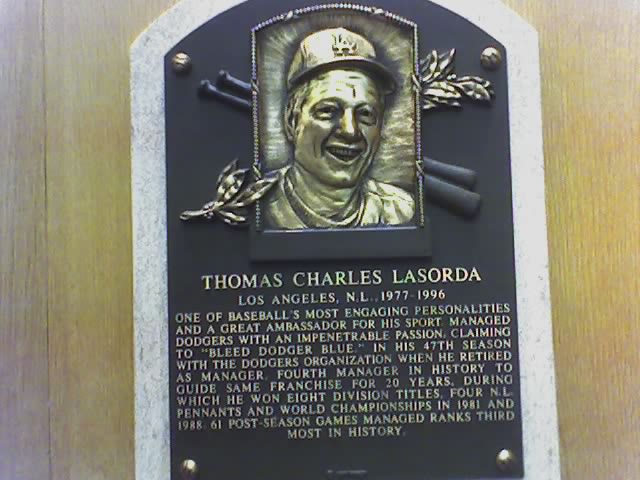 LA
THOMAS CHARLES LASORDA
LOS ANGELES, N.L., 1977-1996
ONE OF BASEBALL'S MOST ENGAGING PERSONALITIES
AND A GREAT AMBASSADOR FOR HIS SPORT. MANAGED
DODGERS WITH AN IMPENETRABLE PASSION, CLAIMING
TO "BLEED DODGER BLUE." IN HIS 47TH SEASON
WITH THE DODGERS ORGANIZATION WHEN HE RETIRED
AS MANAGER. FOURTH MANAGER IN HISTORY TO
GUIDE SAME FRANCHISE FOR 20 YEARS, DURING
WHICH HE WON EIGHT DIVISION TITLES, FOUR N.L.
PENNANTS AND WORLD CHAMPIONSHIPS IN 1981 AND
1988. 61 POST-SEASON GAMES MANAGED RANKS THIRD
MOST IN HISTORY.